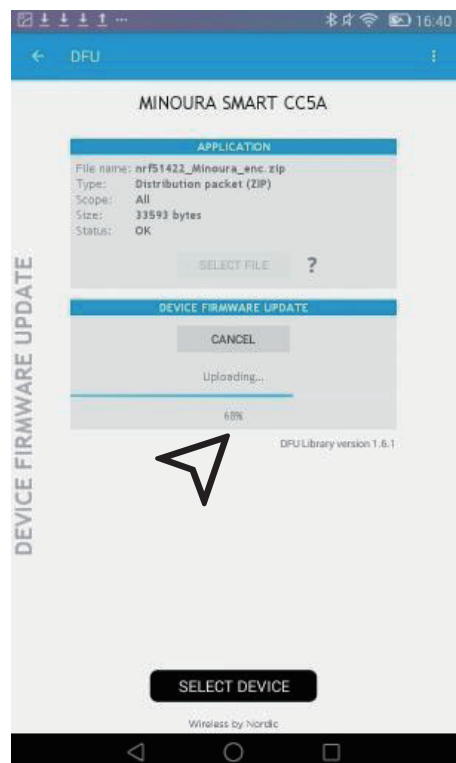 16:40
DFU
MINOURA SMART CC5A
APPLICATION
File name: nrf51422_Minoura_enc.zip
Type: Distribution packet (ZIP)
Scope: All
Size: 33593 bytes
Status: OK
SELECT FILE ?
DEVICE FIRMWARE UPDATE
CANCEL
Uploading...
68%
DFU Library version 1.6.1
DEVICE FIRMWARE UPDATE
SELECT DEVICE
Wireless by Nordic